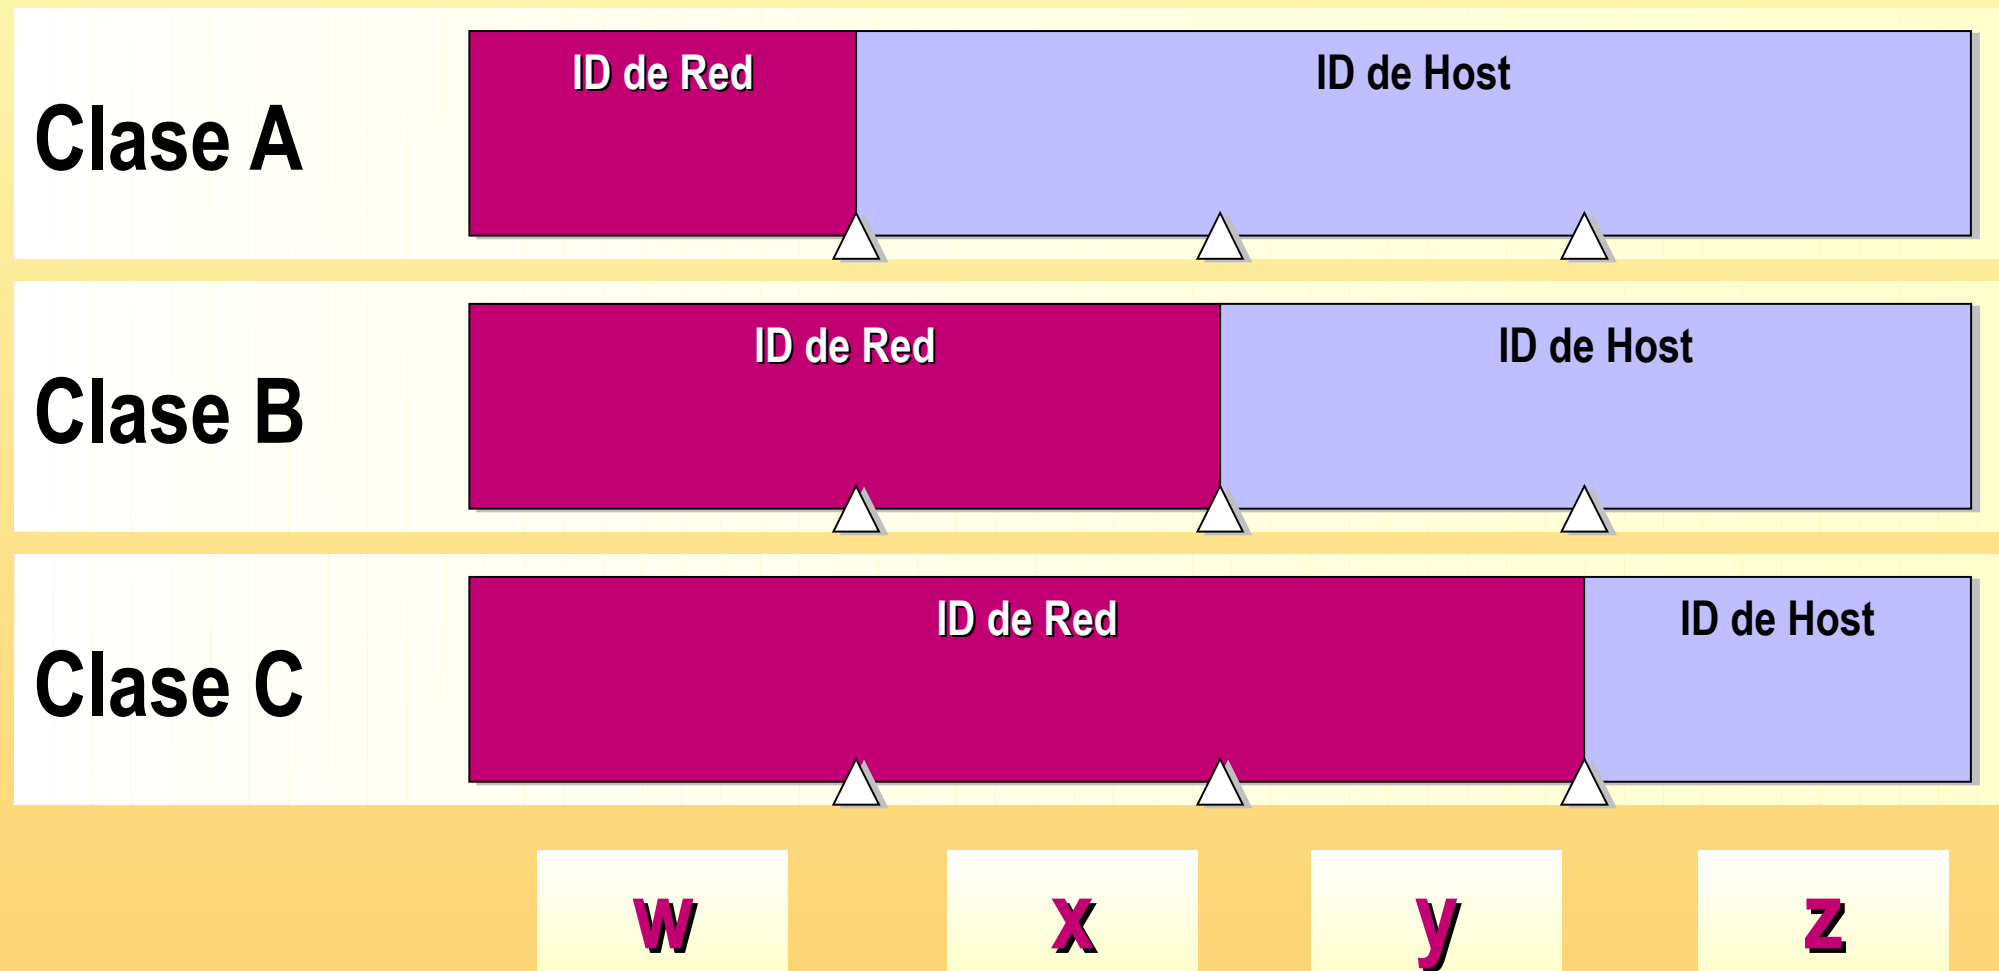 ID de Red ID de Host
Clase A
ID de Red ID de Host
Clase B
ID de Red ID de Host
Clase C
w x y z